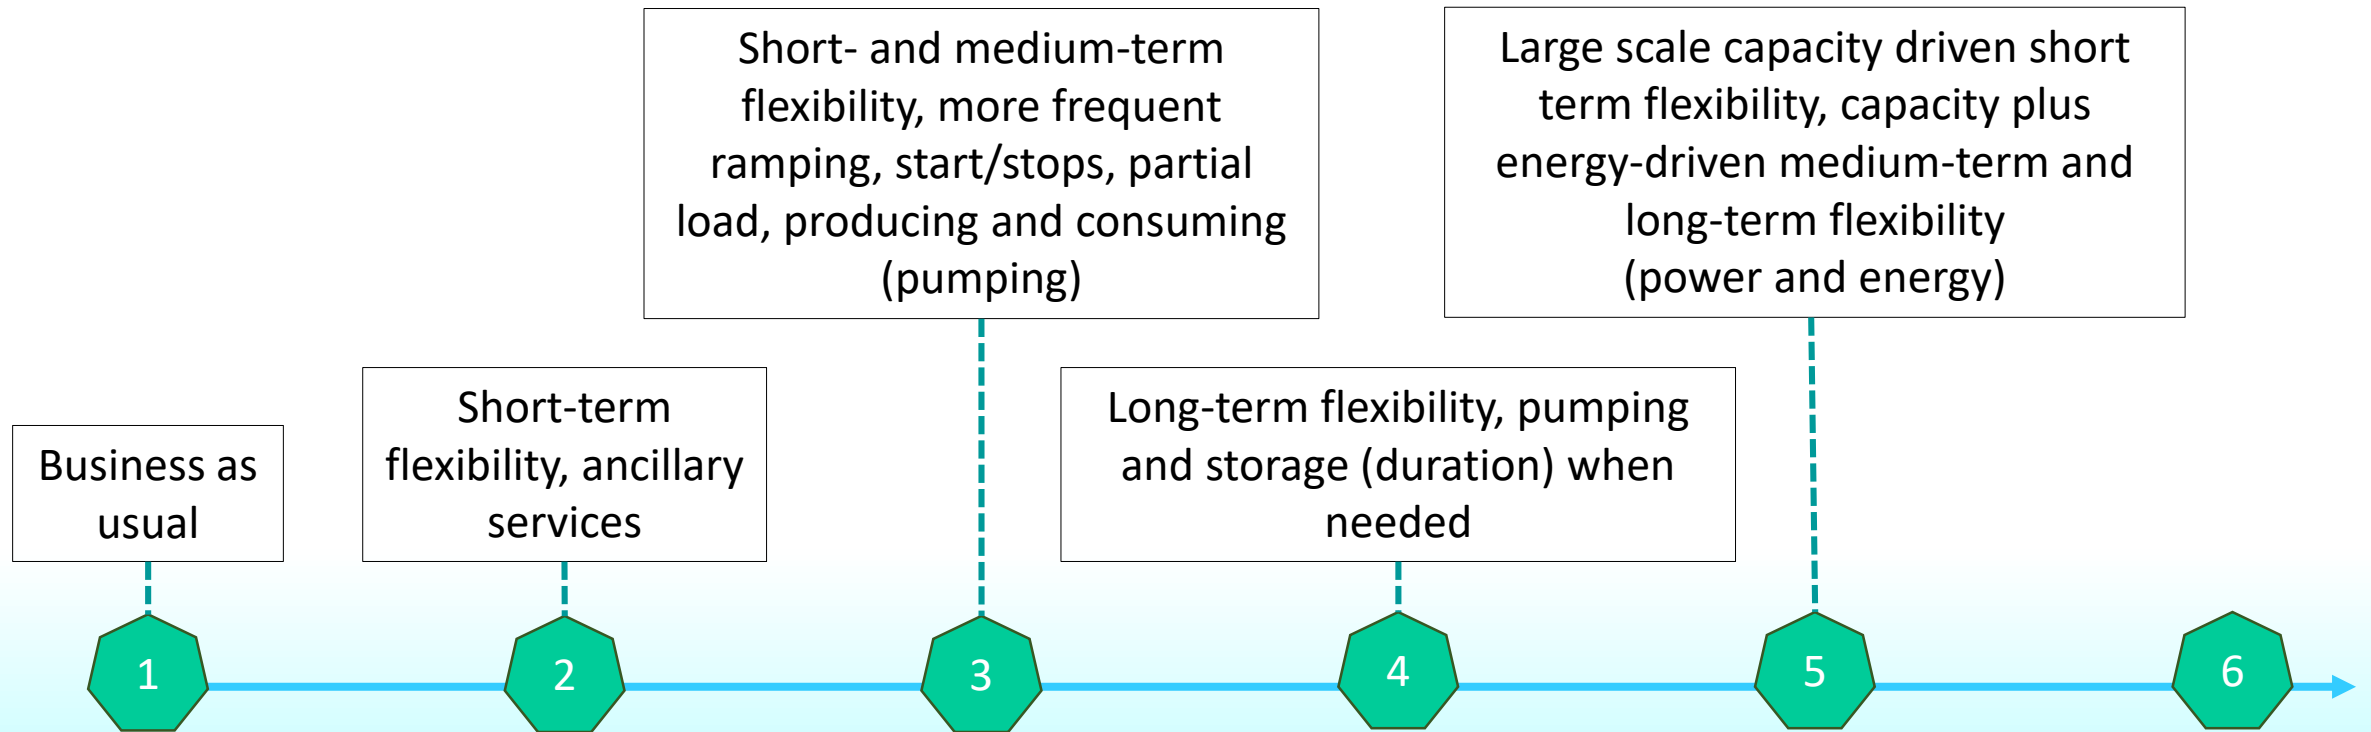 Business as
usual
Short-term
flexibility, ancillary
services
Short- and medium-term
flexibility, more frequent
ramping, start/stops, partial
load, producing and consuming
(pumping)
Long-term flexibility, pumping
and storage (duration) when
needed
Large scale capacity driven short
term flexibility, capacity plus
energy-driven medium-term and
long-term flexibility
(power and energy)
1
2
3
4
5
6